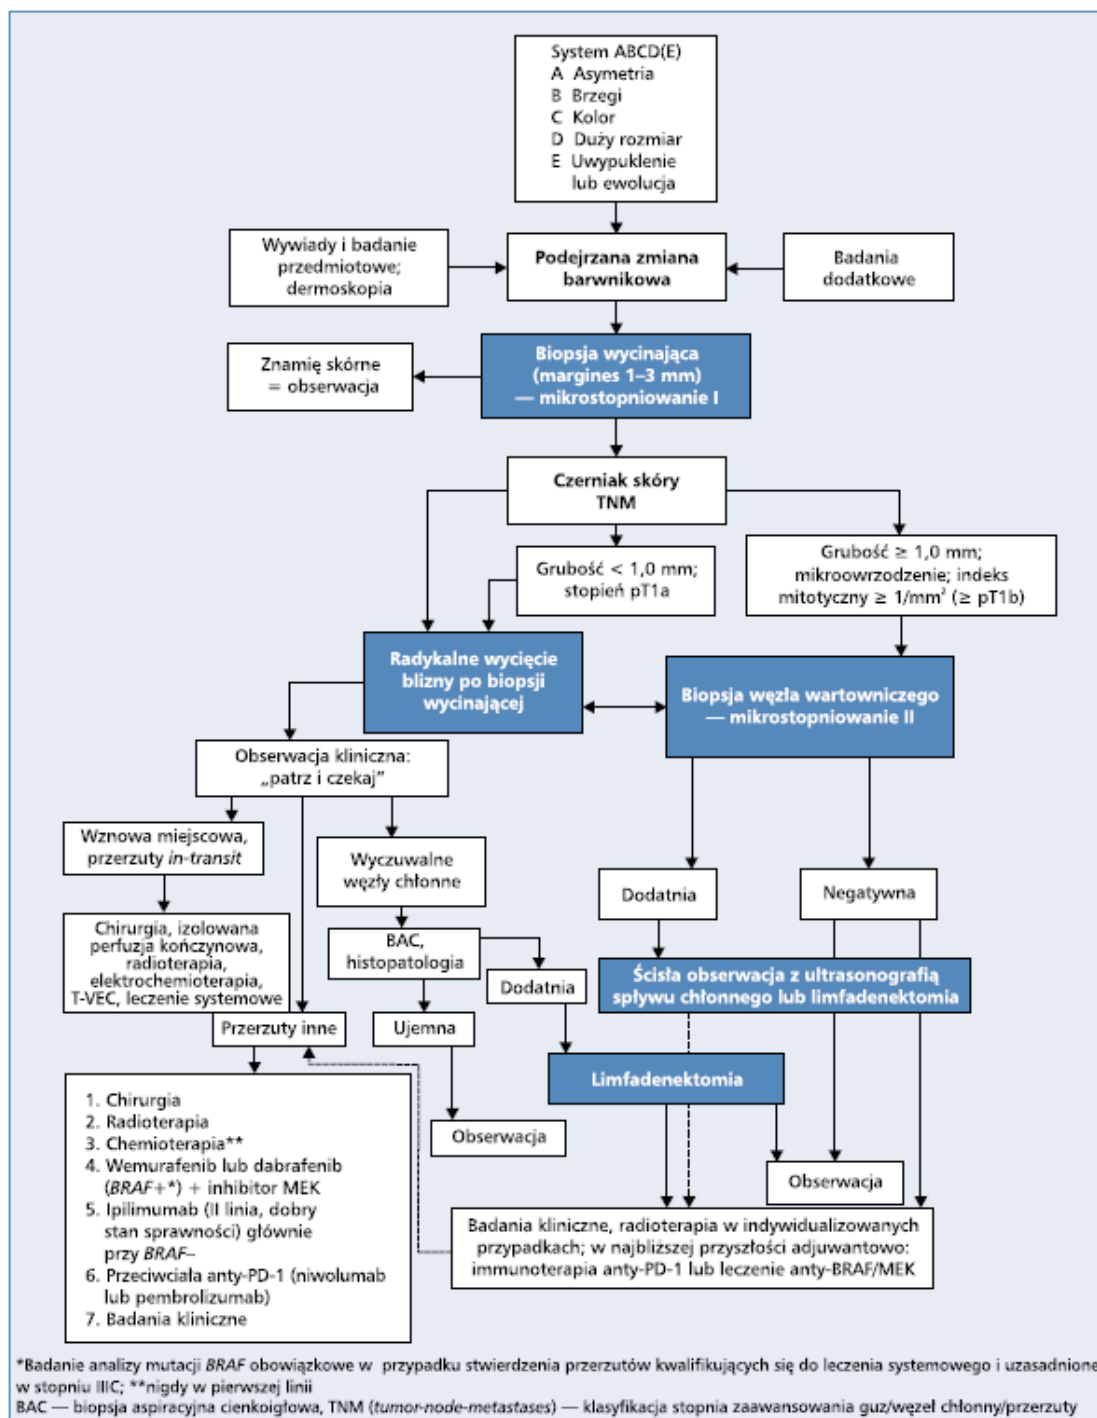 System ABCD(E)
A Asymetria
B Brzegi
C Kolor
D Duży rozmiar
E Uwypuklenie
lub ewolucja
Wywiady i badanie
przedmiotowe;
dermoskopia
Podejrzana zmiana
barwnikowa
Badania
dodatkowe
Znamię skórne
= obserwacja
Biopsja wycinająca
(margines 1–3 mm)
— mikrostopniowanie I
Czerniak skóry
TNM
Grubość < 1,0 mm;
stopień pT1a
Grubość ≥ 1,0 mm;
mikroowrzodzenie; indeks
mitotyczny ≥ 1/mm² (≥ pT1b)
Radykalne wycięcie
blizny po biopsji
wycinającej
Biopsja węzła wartowniczego
— mikrostopniowanie II
Obserwacja kliniczna:
„patrz i czekaj”
Wznowa miejscowa,
przerzuty in-transit
Wyczuwalne
węzły chłonne
Dodatnia
Negatywna
Chirurgia, izolowana
perfuzja kończynowa,
radioterapia,
elektrochemioterapia,
T-VEC, leczenie systemowe
BAC,
histopatologia
Dodatnia
Ścisła obserwacja z ultrasonografią
spływu chłonnego lub limfadenektomia
Przerzuty inne
Ujemna
Limfadenektomia
1. Chirurgia
2. Radioterapia
3. Chemioterapia**
4. Wemurafenib lub dabrafenib
(BRAF+*) + inhibitor MEK
5. Ipilimumab (II linia, dobry
stan sprawności) głównie
przy BRAF–
6. Przeciwciała anty-PD-1 (niwolumab
lub pembrolizumab)
7. Badania kliniczne
Obserwacja
Obserwacja
Badania kliniczne, radioterapia w indywidualizowanych
przypadkach; w najbliższej przyszłości adjuwantowo:
immunoterapia anty-PD-1 lub leczenie anty-BRAF/MEK
*Badanie analizy mutacji BRAF obowiązkowe w przypadku stwierdzenia przerzutów kwalifikujących się do leczenia systemowego i uzasadnione
w stopniu IIIC; **nigdy w pierwszej linii
BAC — biopsja aspiracyjna cienkoigłowa, TNM (tumor-node-metastases) — klasyfikacja stopnia zaawansowania guz/węzeł chłonny/przerzuty